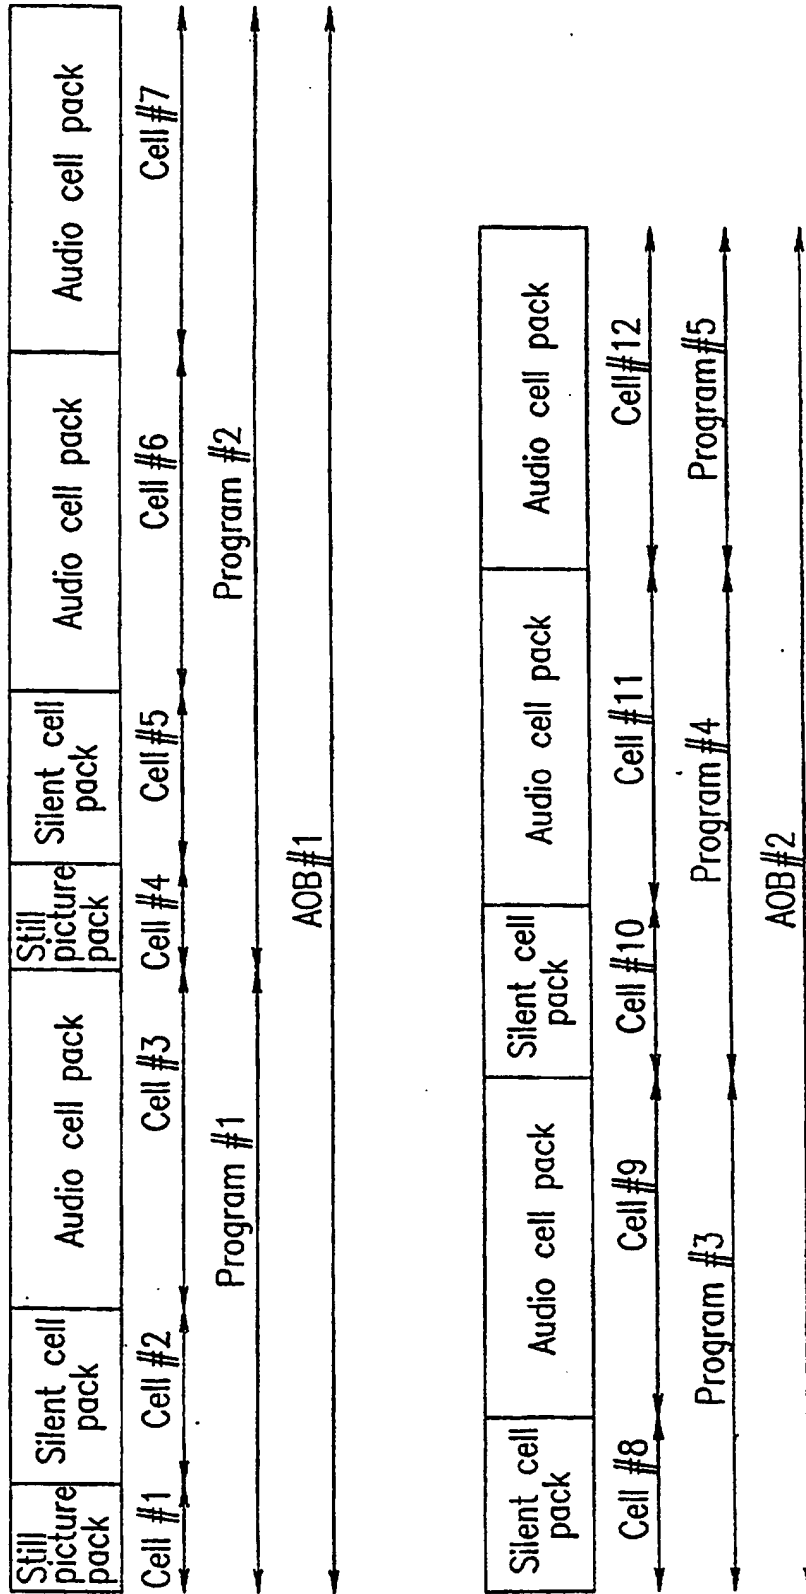 Still
picture
pack
Silent cell
pack
Audio cell pack
Still
picture
pack
Silent cell
pack
Audio cell pack
Audio cell pack
Cell #1
Cell #2
Cell #3
Cell #4
Cell #5
Cell #6
Cell #7
Program #1
Program #2
AOB#1
Silent cell
pack
Audio cell pack
Silent cell
pack
Audio cell pack
Audio cell pack
Cell #8
Cell#9
Cell #10
Cell #11
Cell#12
Program #3
Program #4
Program #5
AOB#2